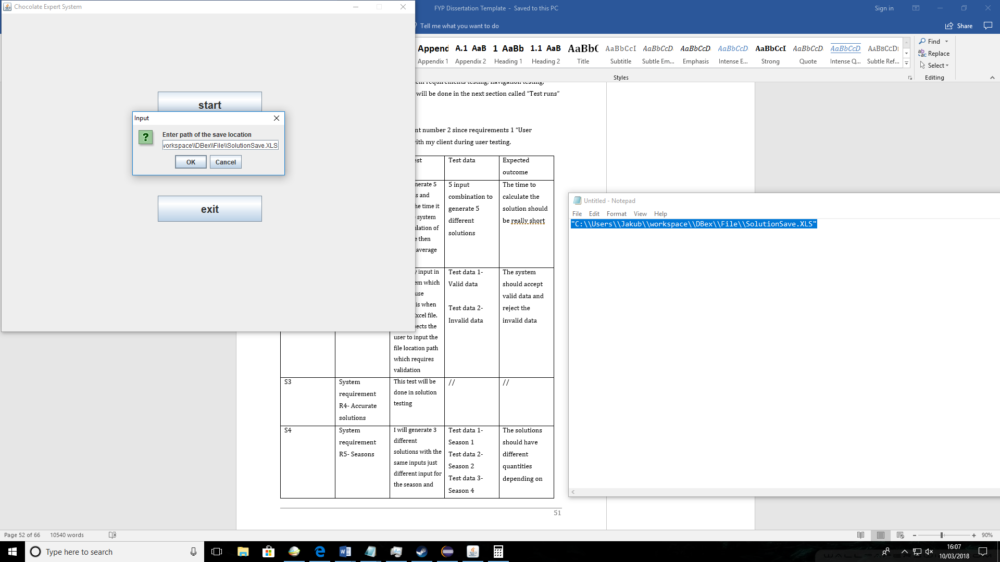 Chocolate Expert System
start
Input
Enter path of the save location
workspace\\DBex\\File\\SolutionSave.XLS
OK
Cancel
exit
FYP Dissertation Template - Saved to this PC
Sign in
Tell me what you want to do
Share
Append
A.1 AaB
1 AaBb
1.1 AaB
AaBb(
AaBbCcI
AaBbCcD
AaBbCcD
AaBbCcD
AaBbCcI
AaBbCcD
AaBbCcD
AaBbCcDi
Appendix 1
Appendix 2
Heading 1
Heading 2
Title
Subtitle
Subtle Em...
Emphasis
Intense E...
Strong
Quote
Intense Q...
Subtle Ref...
Styles
Find
Replace
Select
Editing
em requirements testing, navigation testing,
will be done in the next section called “Test runs”
nt number 2 since requirements 1 “User
with my client during user testing.
est
Test data
Expected
outcome
nerate 5
s and
he time it
system
lation of
e then
average
5 input
combination to
generate 5
different
solutions
The time to
calculate the
solution should
be really short
y input in
em which
use
is when
Excel file.
pects the
user to input the
file location path
which requires
validation
Test data 1-
Valid data
Test data 2-
Invalid data
The system
should accept
valid data and
reject the
invalid data
S3
System
requirement
R4- Accurate
solutions
This test will be
done in solution
testing
//
//
S4
System
requirement
R5- Seasons
I will generate 3
different
solutions with the
same inputs just
different input for
the season and
Test data 1-
Season 1
Test data 2-
Season 2
Test data 3-
Season 4
The solutions
should have
different
quantities
depending on
51
Untitled - Notepad
File Edit Format View Help
"C:\\Users\\Jakub\\workspace\\DBex\\File\\SolutionSave.XLS"
Page 52 of 66
10540 words
90%
Type here to search
16:07
10/03/2018